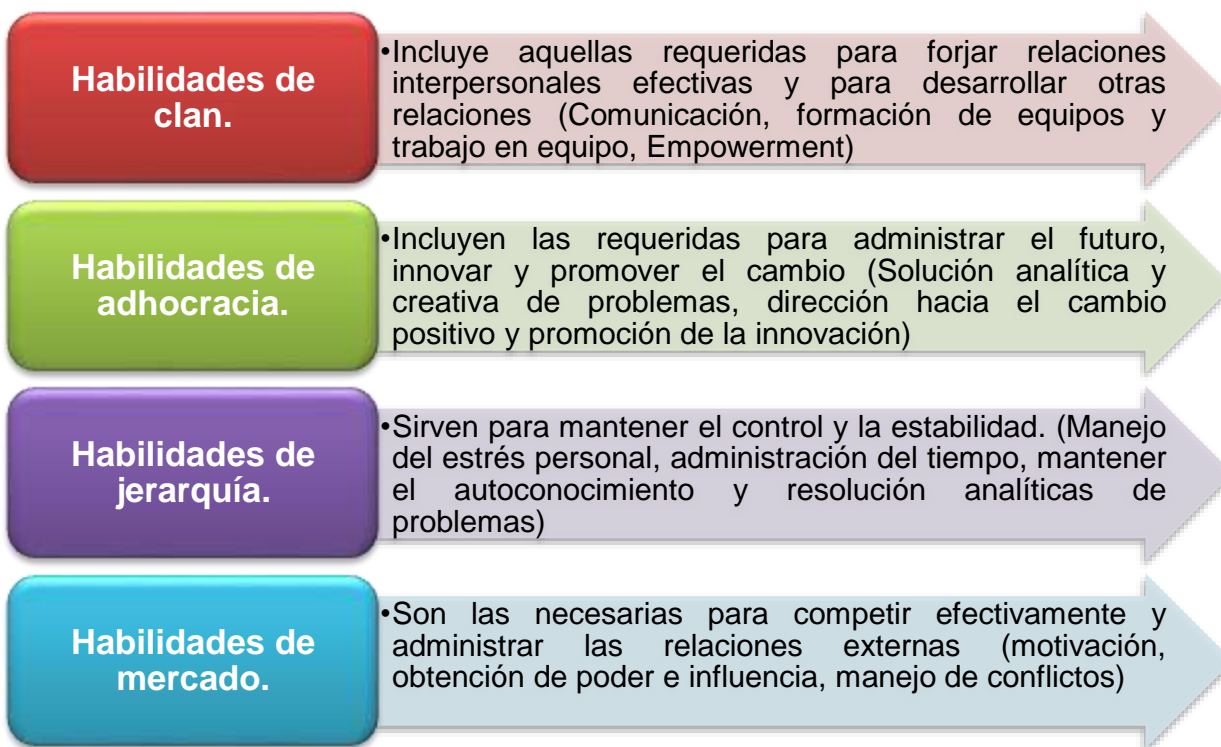 Habilidades de
clan.
•Incluye aquellas requeridas para forjar relaciones
interpersonales efectivas y para desarrollar otras
relaciones (Comunicación, formación de equipos y
trabajo en equipo, Empowerment)
Habilidades de
adhocracia.
•Incluyen las requeridas para administrar el futuro,
innovar y promover el cambio (Solución analítica y
creativa de problemas, dirección hacia el cambio
positivo y promoción de la innovación)
Habilidades de
jerarquía.
•Sirven para mantener el control y la estabilidad. (Manejo
del estrés personal, administración del tiempo, mantener
el autoconocimiento y resolución analíticas de
problemas)
Habilidades de
mercado.
•Son las necesarias para competir efectivamente y
administrar las relaciones externas (motivación,
obtención de poder e influencia, manejo de conflictos)